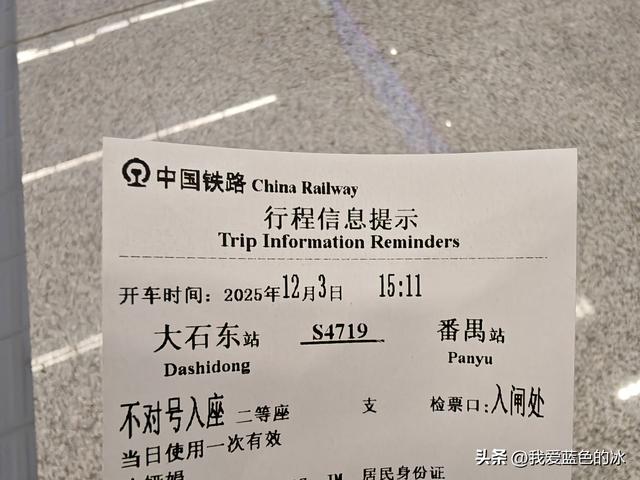 中国铁路 China Railway
行程信息提示
Trip Information Reminders
开车时间：2025年12月3日 15:11
大石东站 S4719 番禺站
Dashidong Panyu
不对号入座 二等座 支 检票口：入闸处
当日使用一次有效
居民身份证
头条 @我爱蓝色的冰